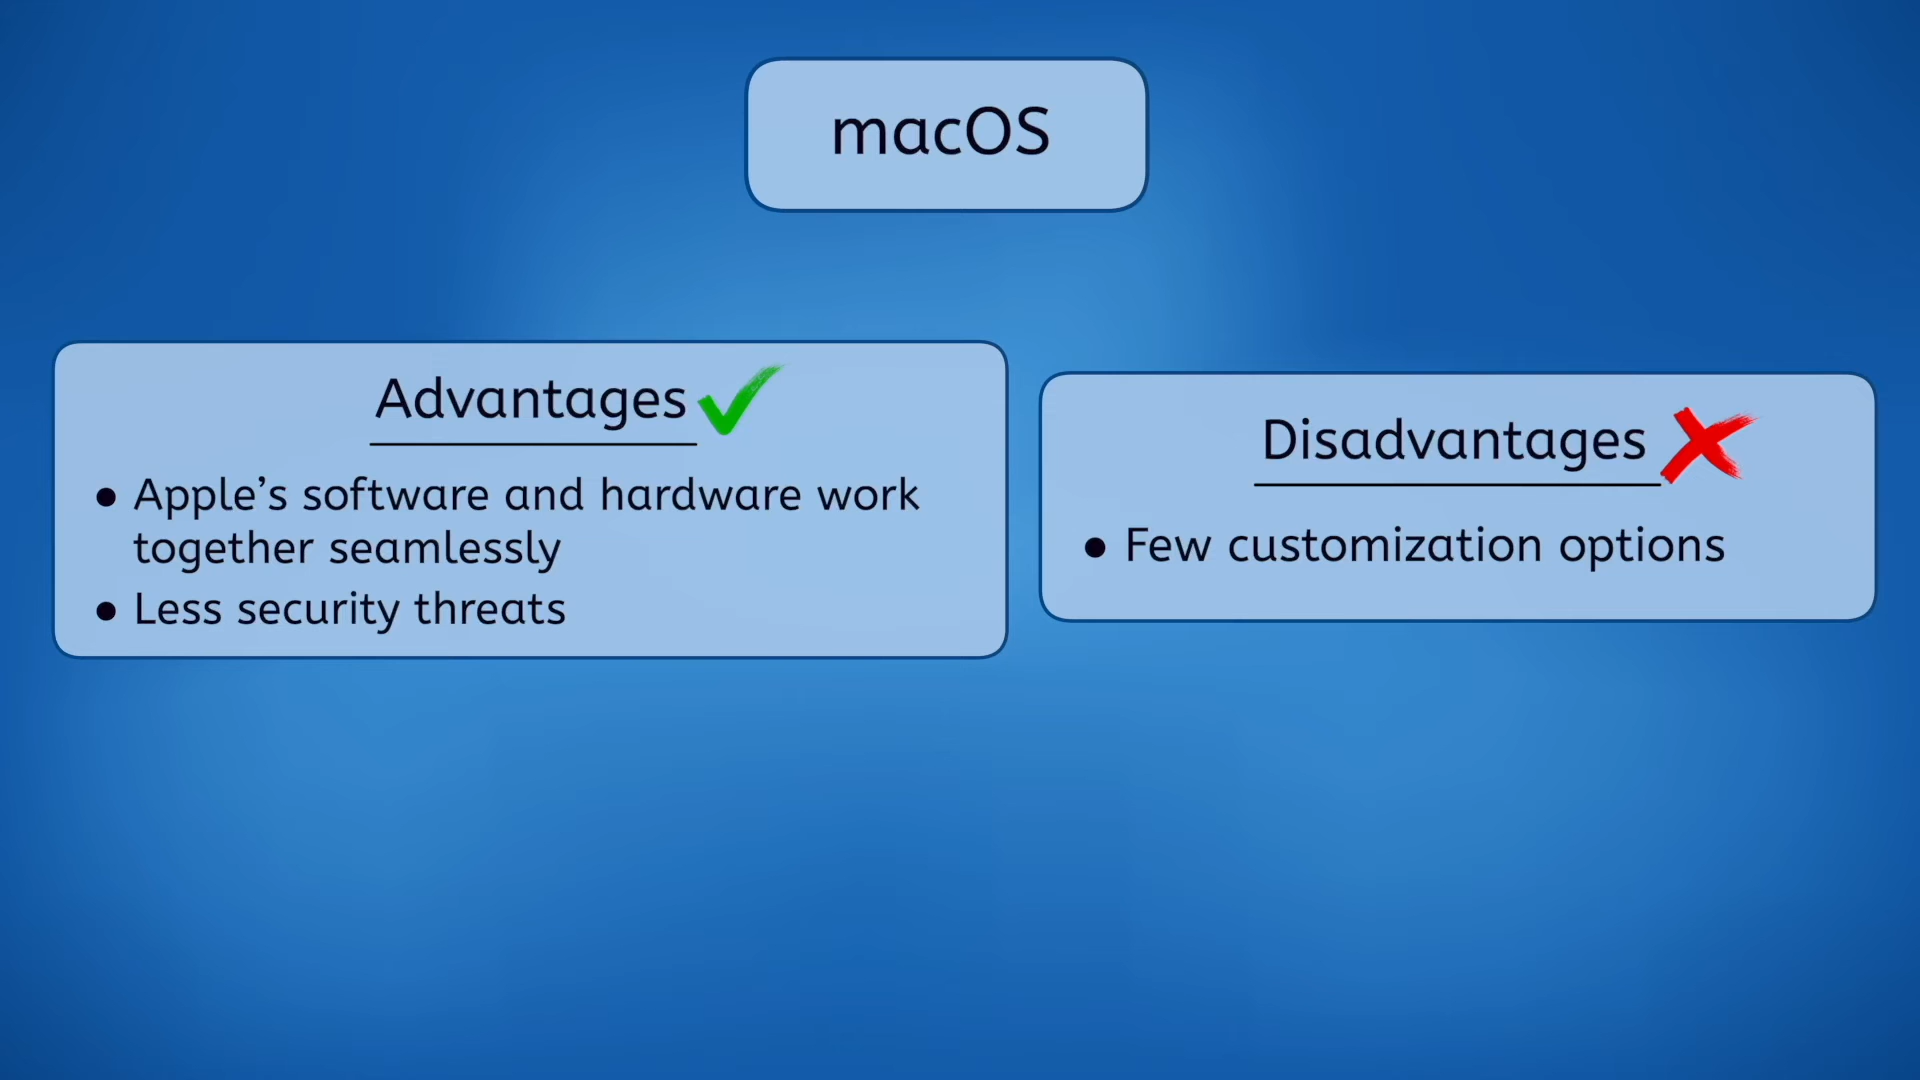 macOS
Advantages
● Apple’s software and hardware work
together seamlessly
● Less security threats
Disadvantages
● Few customization options